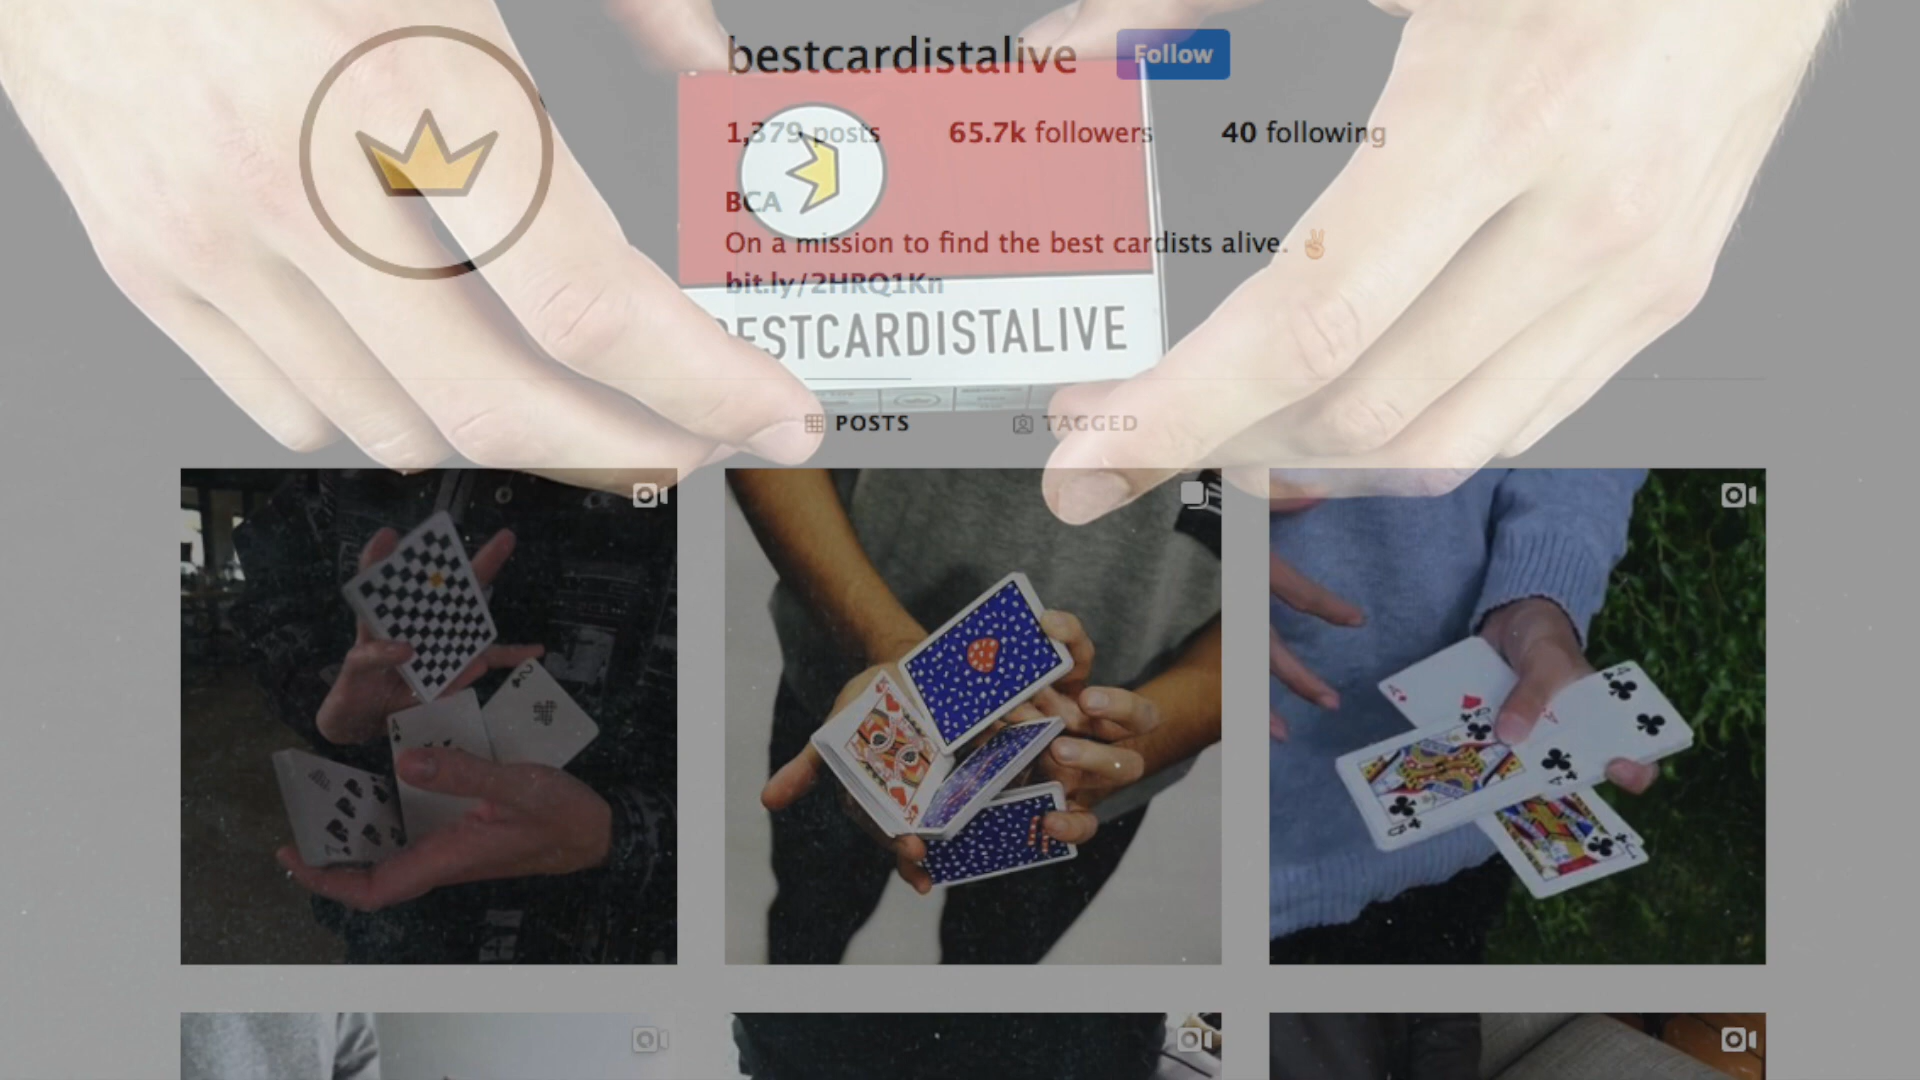 bestcardistalive
Follow
1,379 posts
65.7k followers
40 following
BCA
On a mission to find the best cardists alive. ✌
bit.ly/2HRQ1Kn
BESTCARDISTALIVE
POSTS
TAGGED